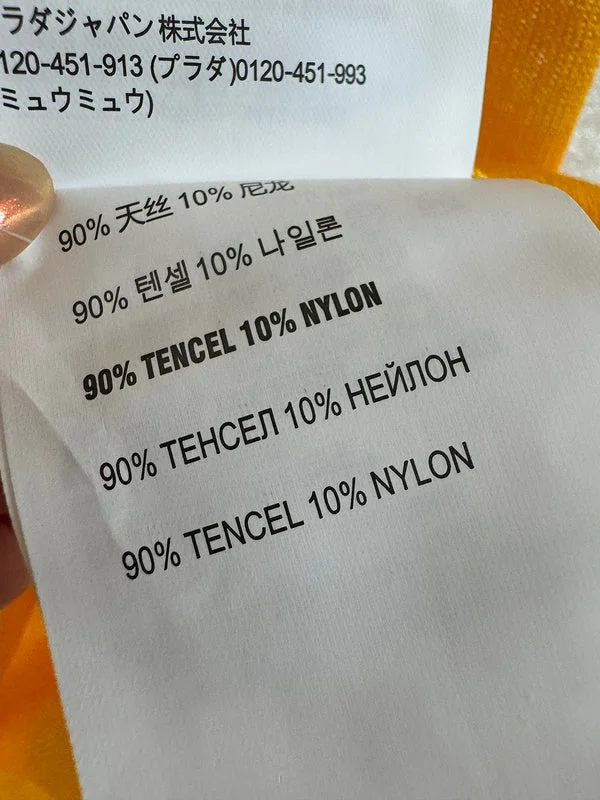 ラダジャパン株式会社
120-451-913 (プラダ)0120-451-993
ミュウミュウ)
90% 天丝 10% 尼龙
90% 텐셀 10% 나일론
90% TENCEL 10% NYLON
90% ТЕНСЕЛ 10% НЕЙЛОН
90% TENCEL 10% NYLON